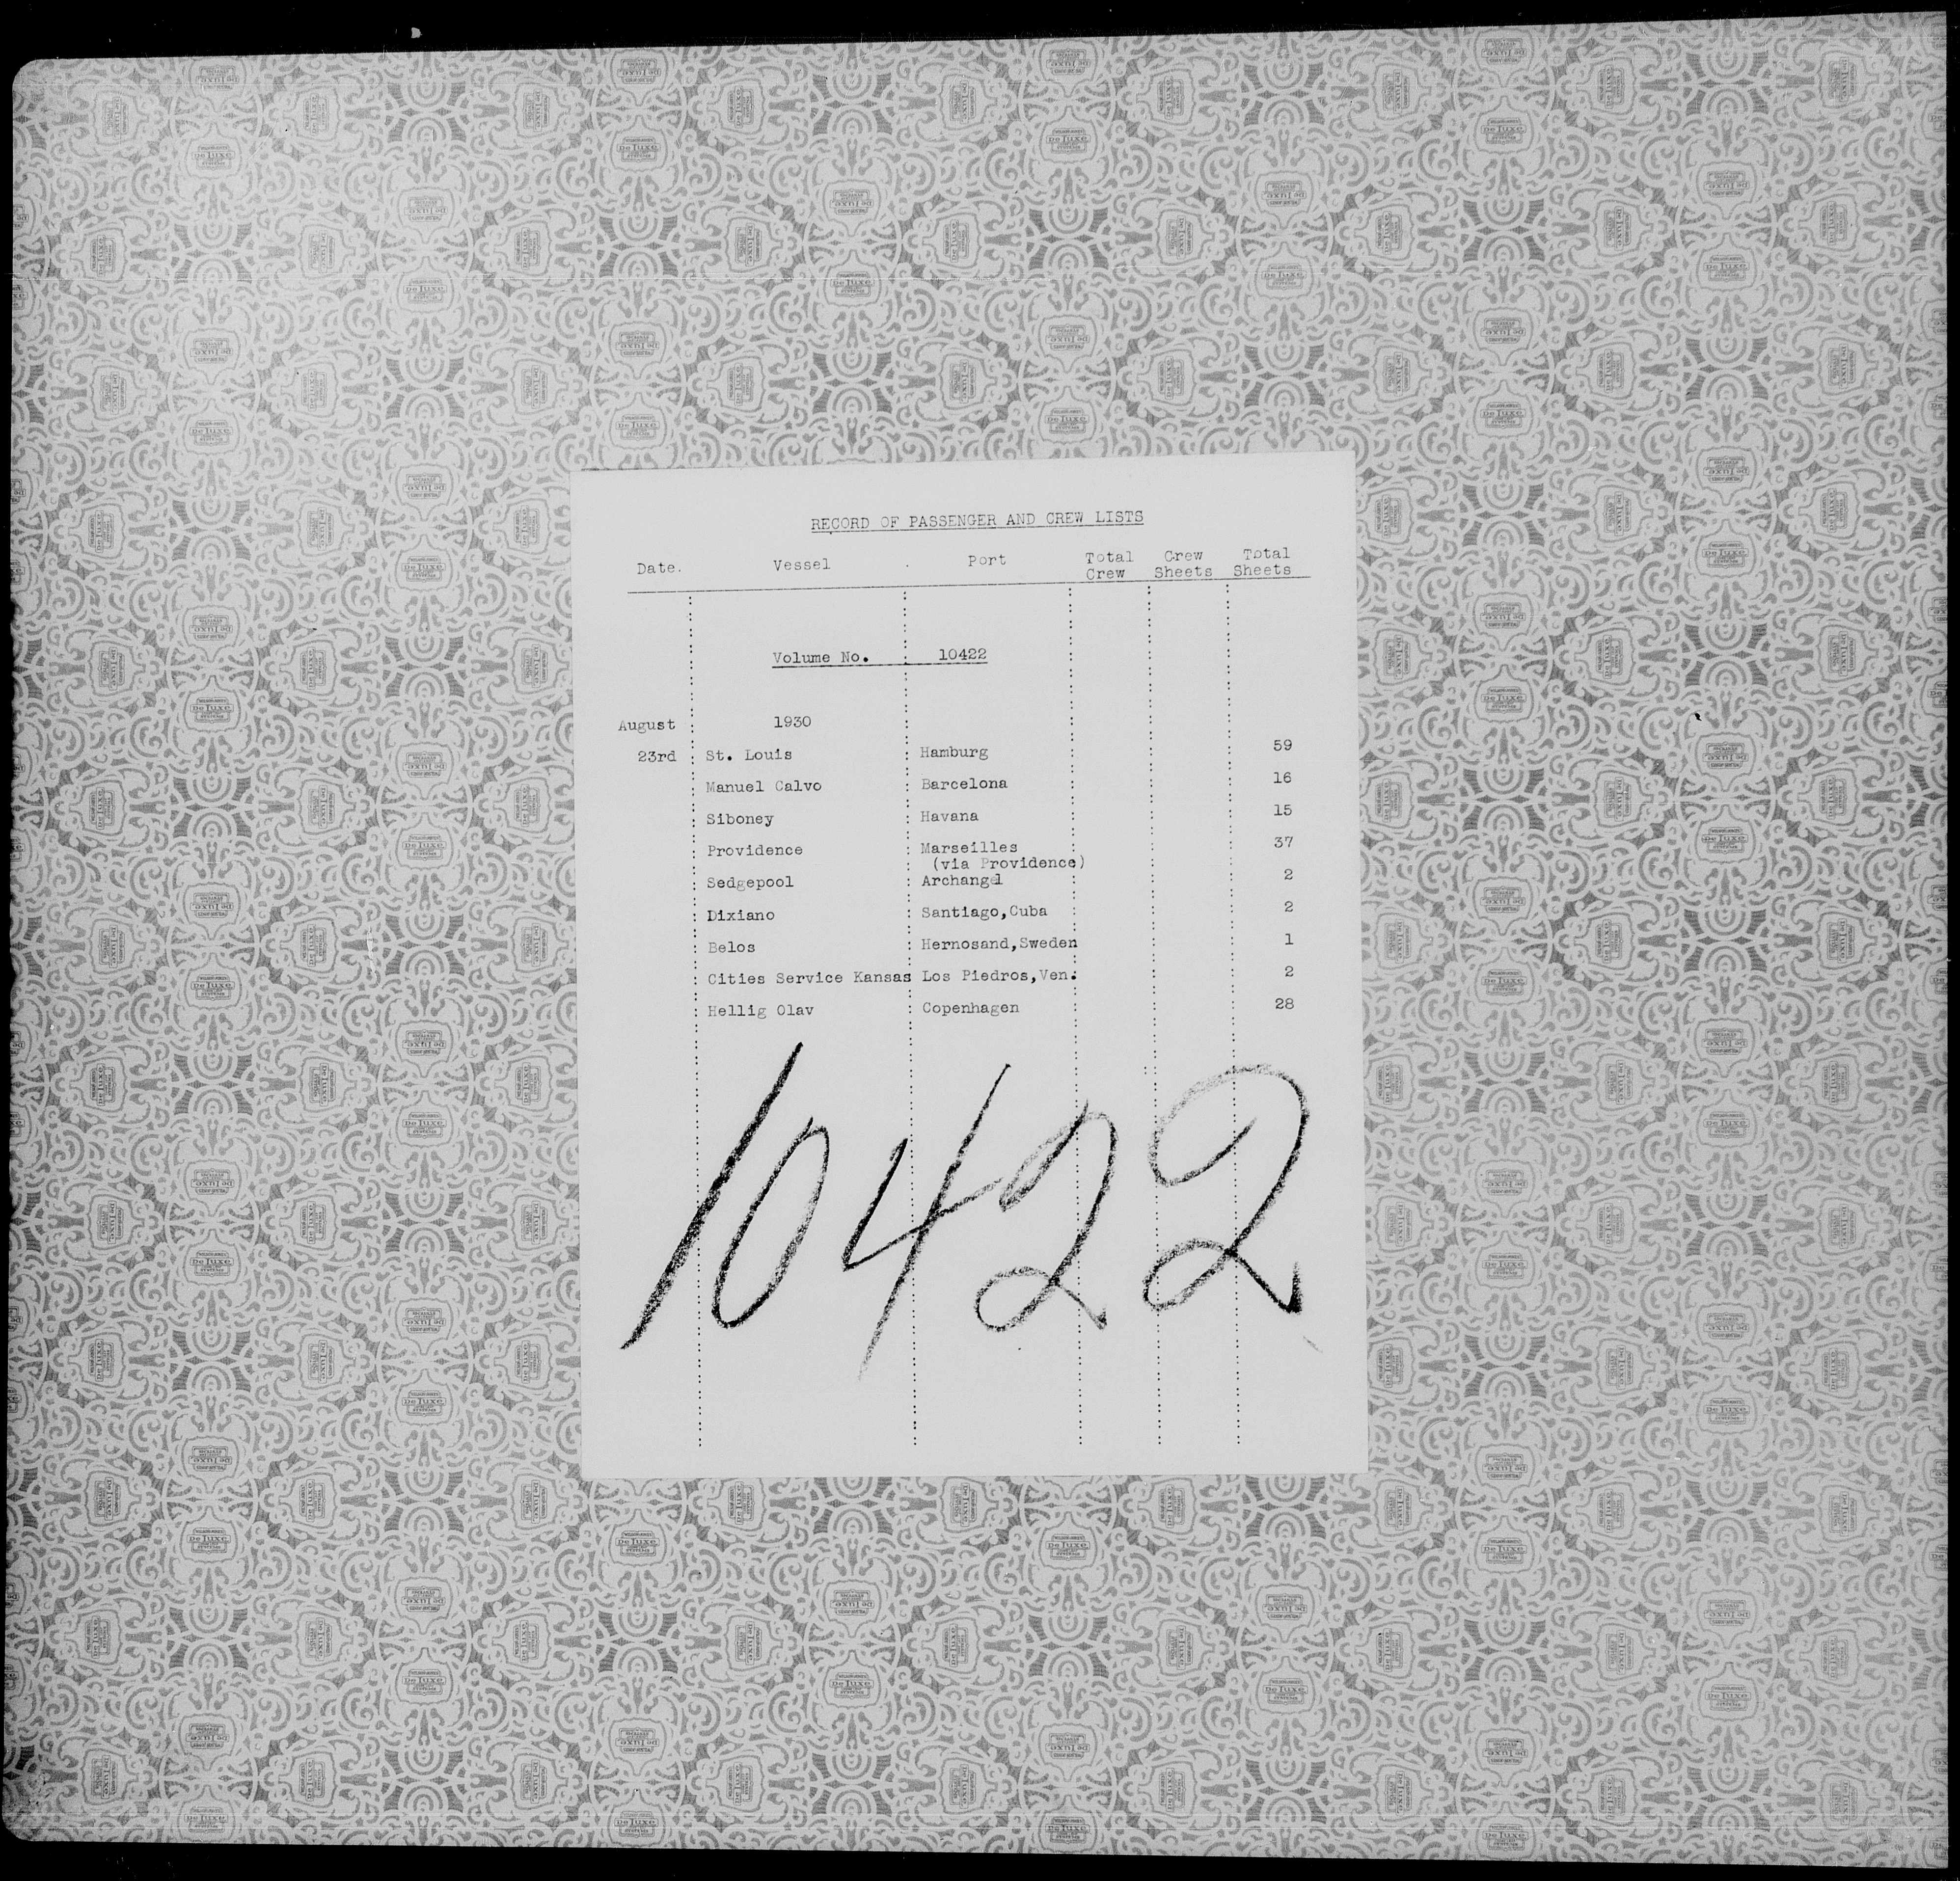 RECORD OF PASSENGER AND CREW LISTS
Date. Vessel Port Total Crew Crew Sheets Total Sheets
Volume No. 10422
August 1930
23rd St. Louis Hamburg 59
Manuel Calvo Barcelona 16
Siboney Havana 15
Providence Marseilles 37
(via Providence)
Sedgepool Archangel 2
Dixiano Santiago,Cuba 2
Belos Hernosand,Sweden 1
Cities Service Kansas Los Piedros,Ven. 2
Hellig Olav Copenhagen 28
10422
De Luxe